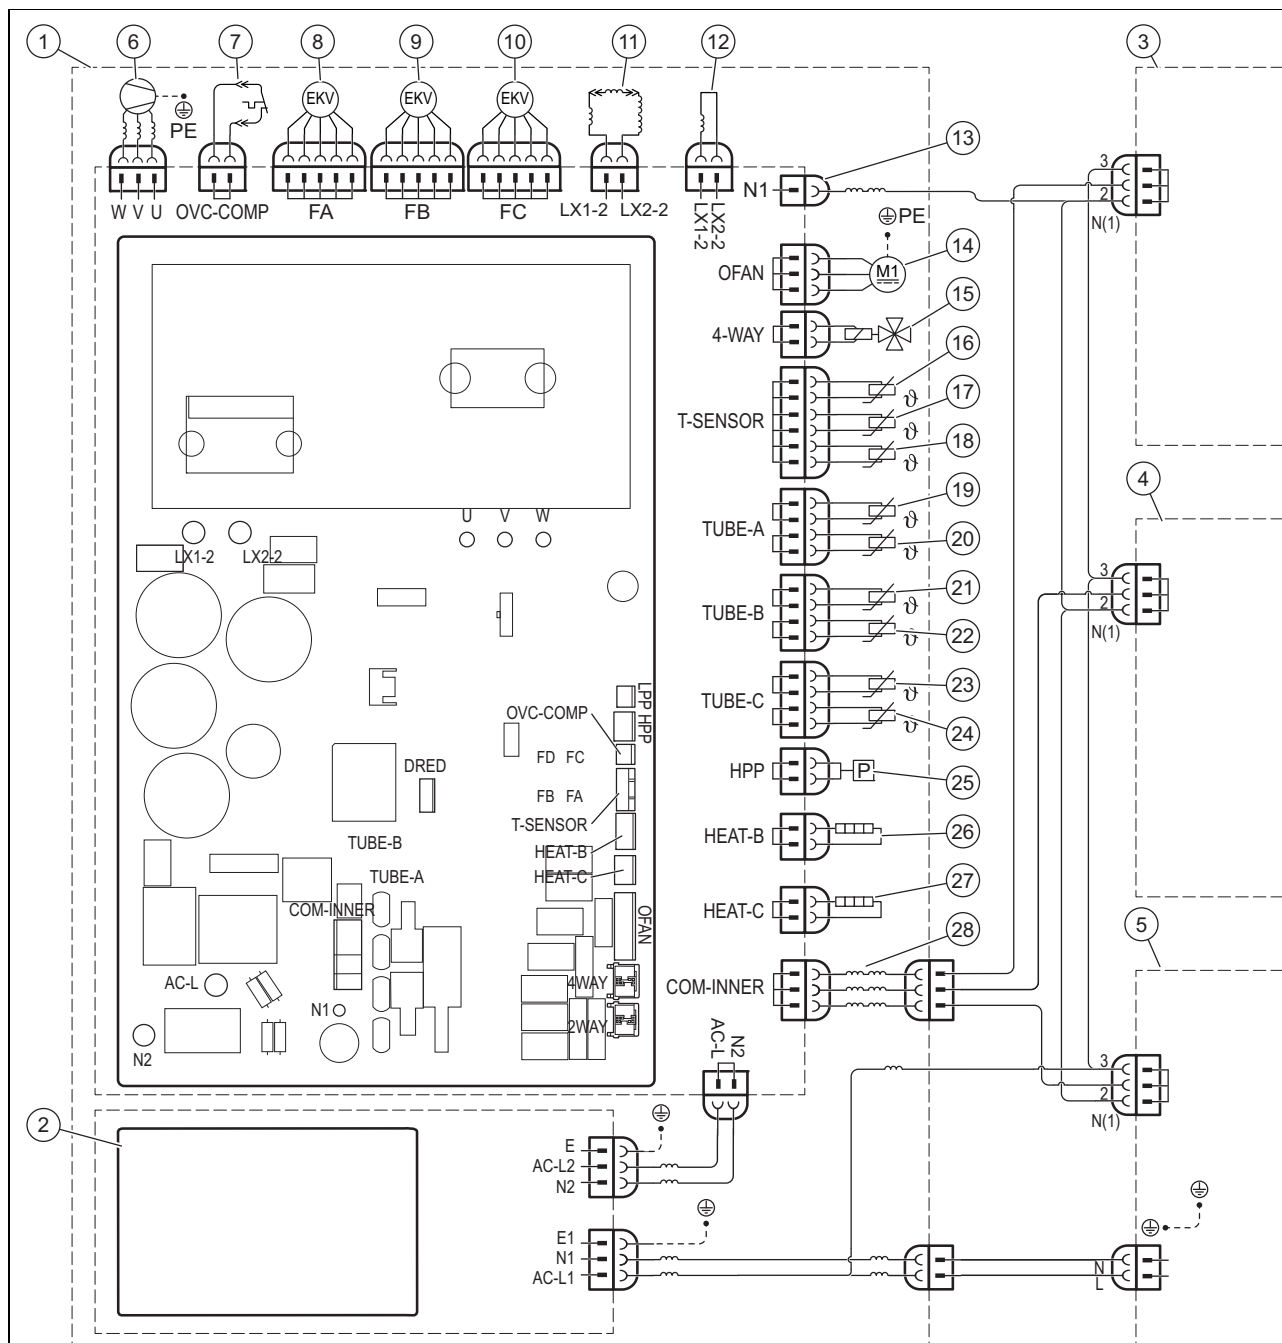 1 6 7 8 9 10 11 12 3
EKV EKV EKV
PE
W V U OVC-COMP FA FB FC LX1-2 LX2-2
LX1-2
LX2-2
N1
13
3
2
N(1)
PE
OFAN
M1
14
4-WAY
15
T-SENSOR
16
ϑ
17
ϑ
18
ϑ
4
TUBE-A
19
ϑ
20
ϑ
U V W
LX1-2 LX2-2
TUBE-B
21
ϑ
22
ϑ
3
2
N(1)
TUBE-C
23
ϑ
24
ϑ
LPP HPP
OVC-COMP
FD FC
DRED
FB FA
T-SENSOR
TUBE-B
HEAT-B
HEAT-C
TUBE-A
COM-INNER
OFAN
HPP
P
25
HEAT-B
26
HEAT-C
27
28
5
COM-INNER
AC-L
4WAY
N1
2WAY
N2
AC-L
N2
3
2
N(1)
2
E
AC-L2
N2
E1
N1
AC-L1
N
L